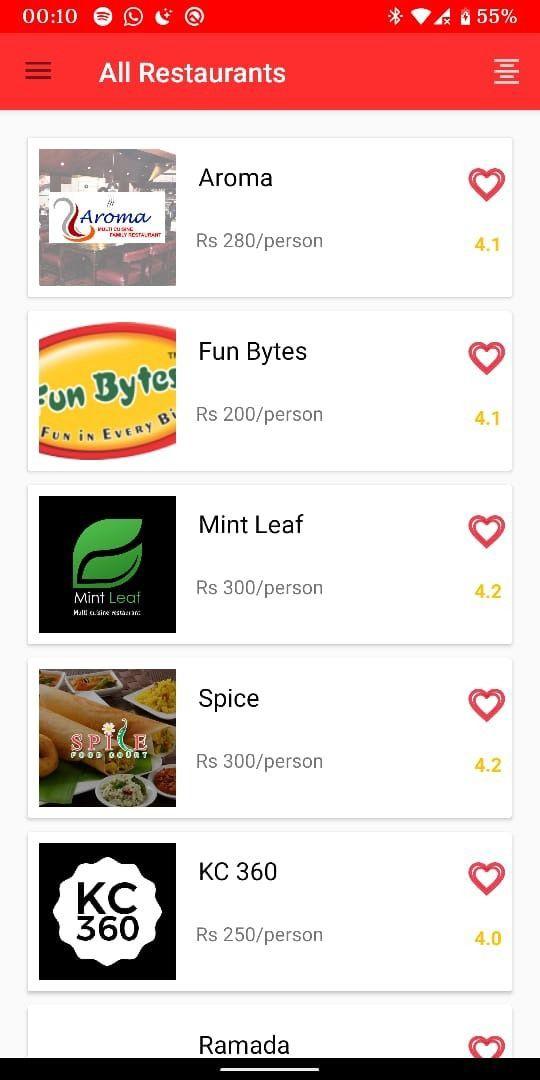 00:10 55%
All Restaurants
Aroma
MULTI CUISINE
FAMILY RESTAURANT
Aroma
Rs 280/person
4.1
TM
Fun Bytes
FUN IN EVERY Bi
Fun Bytes
Rs 200/person
4.1
Mint Leaf
Multi cuisine restaurant
Mint Leaf
Rs 300/person
4.2
SPICE
FOOD COURT
Spice
Rs 300/person
4.2
KC
360
KC 360
Rs 250/person
4.0
Ramada